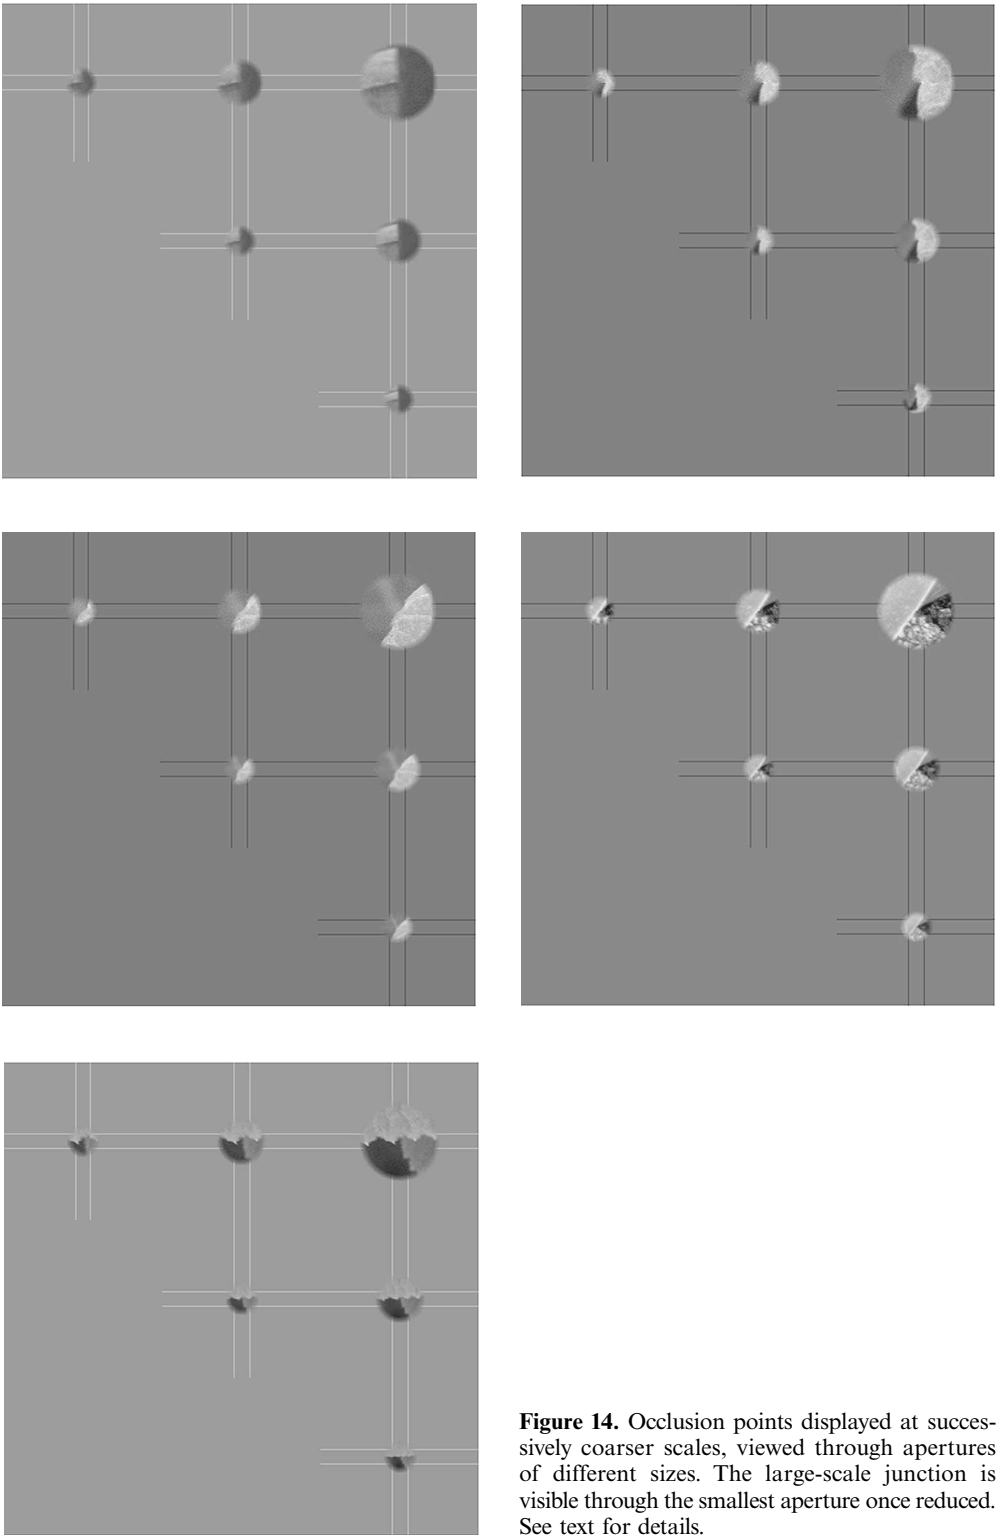 Figure 14. Occlusion points displayed at succes-
sively coarser scales, viewed through apertures
of different sizes. The large-scale junction is
visible through the smallest aperture once reduced.
See text for details.